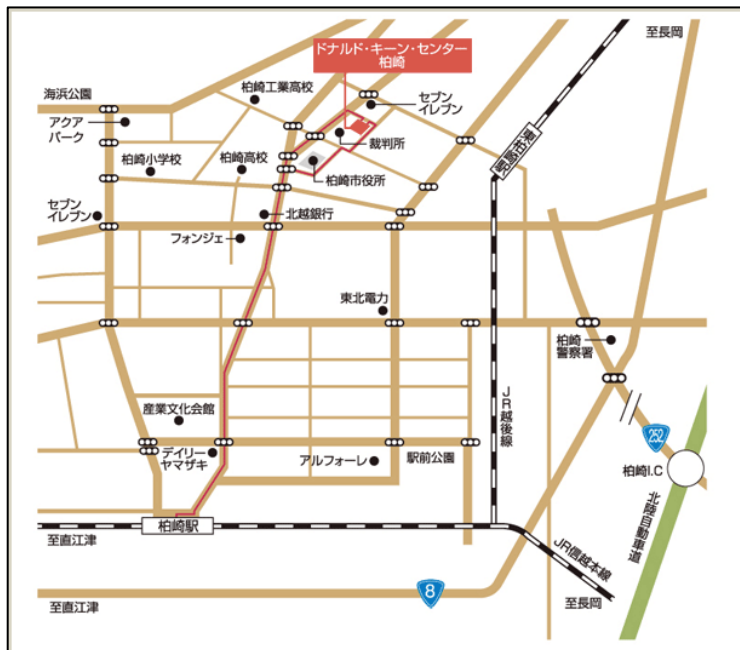 至長岡
ドナルド・キーン・センター
柏崎
柏崎工業高校
セブン
イレブン
海浜公園
アクア
パーク
裁判所
東柏崎駅
柏崎小学校
柏崎高校
柏崎市役所
セブン
イレブン
北越銀行
フォンジェ
東北電力
柏崎
警察署
JR越後線
産業文化会館
252
デイリー
ヤマザキ
アルフォーレ
駅前公園
柏崎I.C
北陸自動車道
柏崎駅
至直江津
JR信越本線
8
至直江津
至長岡